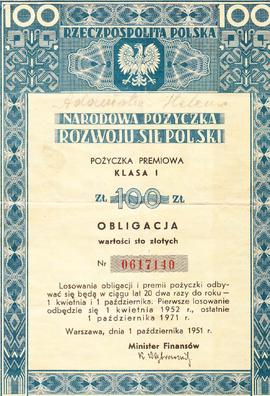 100 100
RZECZPOSPOLITA POLSKA
Adamska Helena
NARODOWA POŻYCZKA
ROZWOJU SIŁ POLSKI
POŻYCZKA PREMIOWA
KLASA I
ZŁ 100 ZŁ
OBLIGACJA
wartości sto złotych
Nr 0617140
Losowania obligacji i premii pożyczki odby-
wać się będą w ciągu lat 20 dwa razy do roku—
1 kwietnia i 1 października. Pierwsze losowanie
odbędzie się 1 kwietnia 1952 r., ostatnie
1 października 1971 r.
Warszawa, dnia 1 października 1951 r.
Minister Finansów